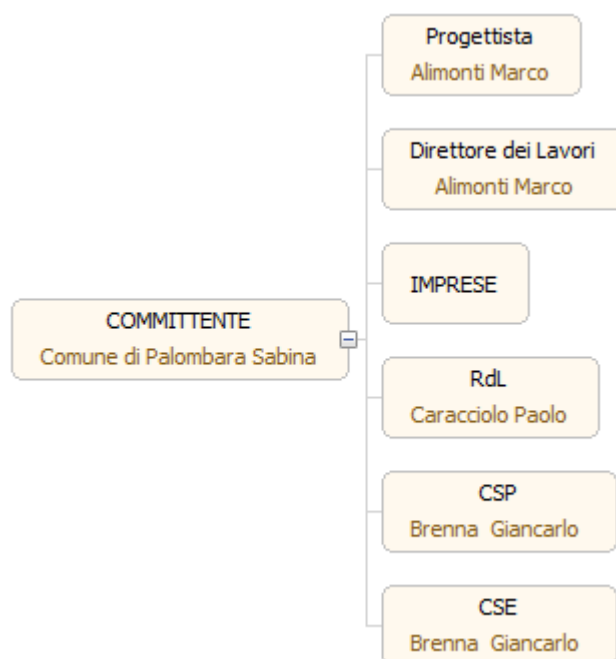 Progettista
Alimonti Marco
Direttore dei Lavori
Alimonti Marco
IMPRESE
COMMITTENTE
Comune di Palombara Sabina
RdL
Caracciolo Paolo
CSP
Brenna  Giancarlo
CSE
Brenna  Giancarlo